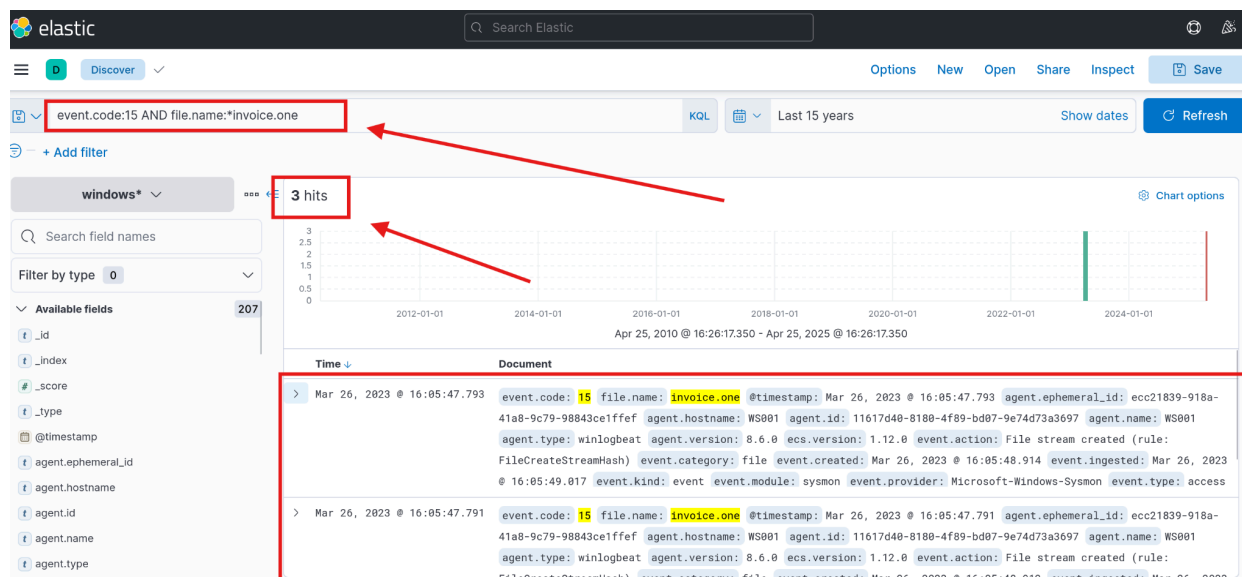 elastic
Search Elastic
D Discover
Options New Open Share Inspect Save
event.code:15 AND file.name:*invoice.one
KQL
Last 15 years
Show dates
Refresh
+ Add filter
windows*
3 hits
Chart options
Search field names
Filter by type 0
Available fields 207
t _id
t _index
# _score
t _type
@timestamp
t agent.ephemeral_id
t agent.hostname
t agent.id
t agent.name
t agent.type
3
2.5
2
1.5
1
0.5
0
2012-01-01 2014-01-01 2016-01-01 2018-01-01 2020-01-01 2022-01-01 2024-01-01
Apr 25, 2010 @ 16:26:17.350 - Apr 25, 2025 @ 16:26:17.350
Time Document
Mar 26, 2023 @ 16:05:47.793 event.code: 15 file.name: invoice.one @timestamp: Mar 26, 2023 @ 16:05:47.793 agent.ephemeral_id: ecc21839-918a-
41a8-9c79-98843ce1ffef agent.hostname: WS001 agent.id: 11617d40-8180-4f89-bd07-9e74d73a3697 agent.name: WS001
agent.type: winlogbeat agent.version: 8.6.0 ecs.version: 1.12.0 event.action: File stream created (rule:
FileCreateStreamHash) event.category: file event.created: Mar 26, 2023 @ 16:05:48.914 event.ingested: Mar 26, 2023
@ 16:05:49.017 event.kind: event event.module: sysmon event.provider: Microsoft-Windows-Sysmon event.type: access
Mar 26, 2023 @ 16:05:47.791 event.code: 15 file.name: invoice.one @timestamp: Mar 26, 2023 @ 16:05:47.791 agent.ephemeral_id: ecc21839-918a-
41a8-9c79-98843ce1ffef agent.hostname: WS001 agent.id: 11617d40-8180-4f89-bd07-9e74d73a3697 agent.name: WS001
agent.type: winlogbeat agent.version: 8.6.0 ecs.version: 1.12.0 event.action: File stream created (rule: